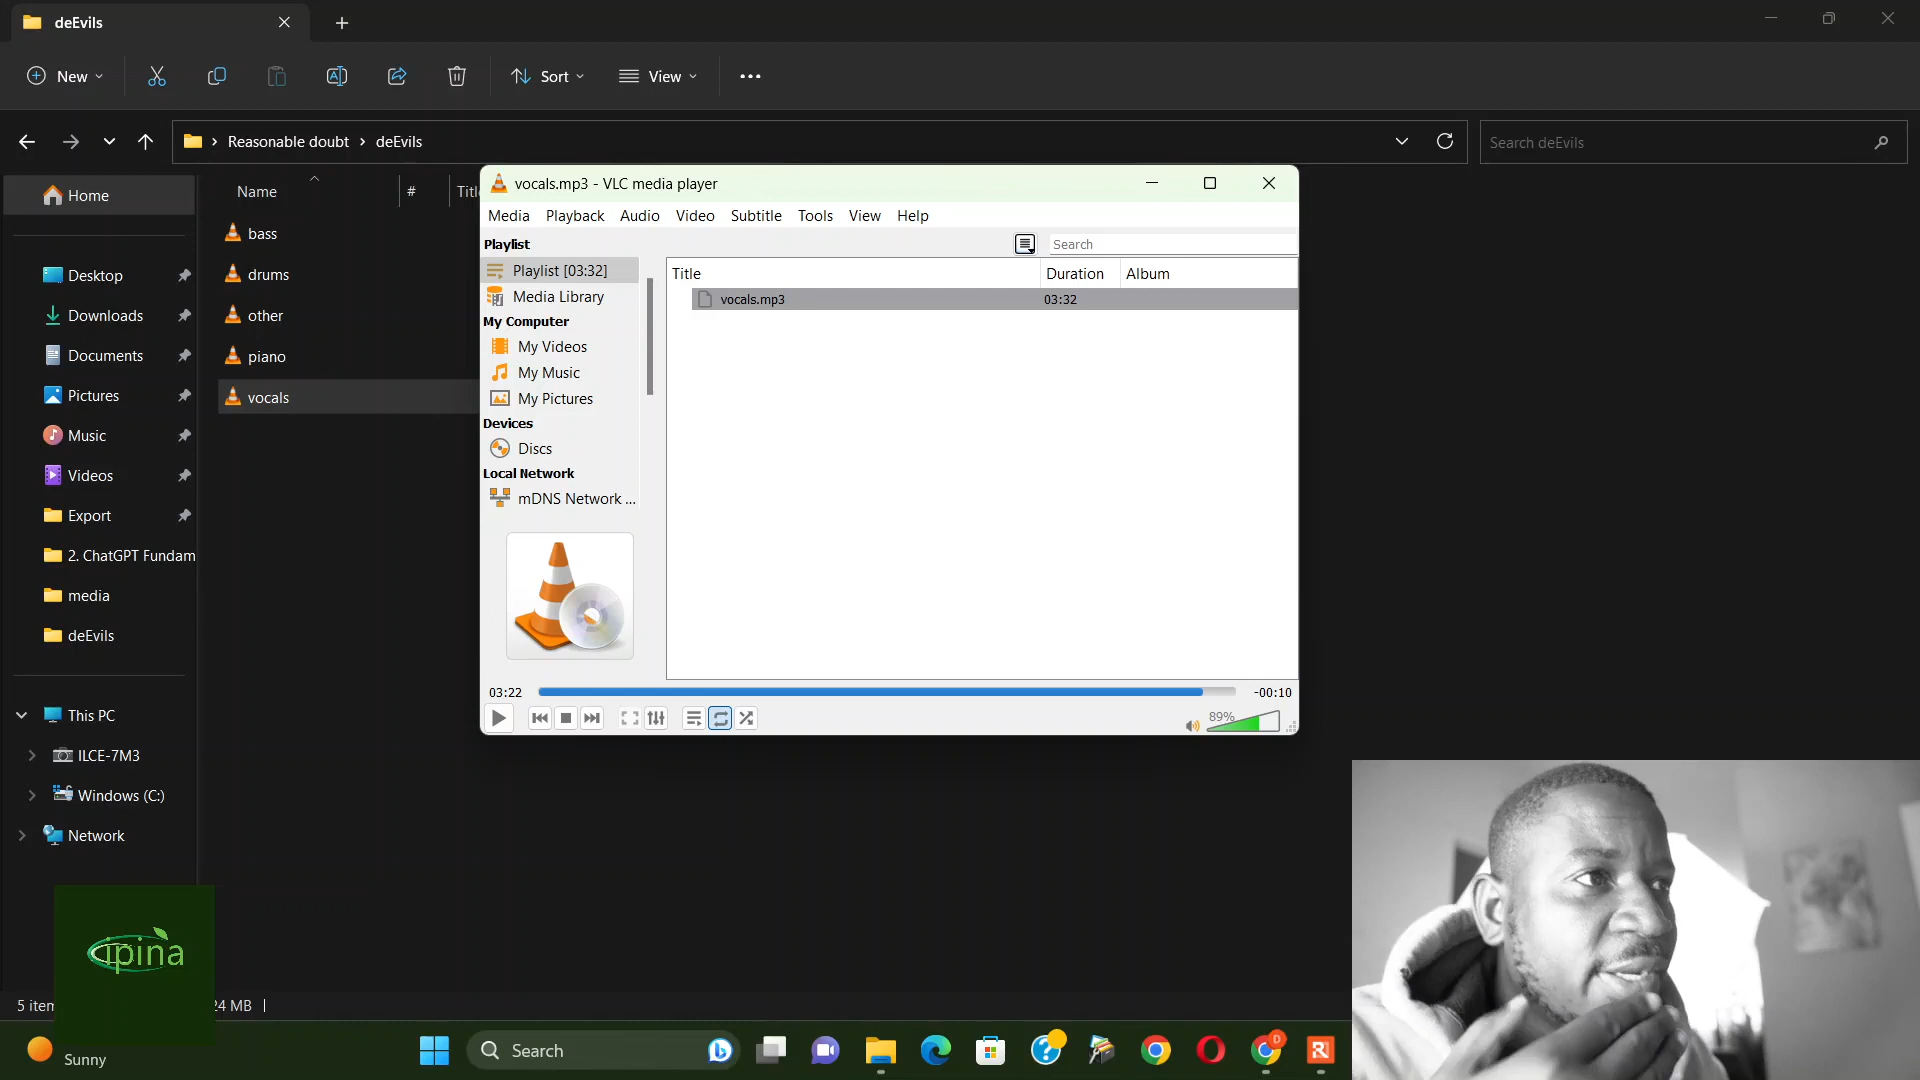 deEvils
New
Sort
View
Reasonable doubt > deEvils
Search deEvils
Home
Desktop
Downloads
Documents
Pictures
Music
Videos
Export
2. ChatGPT Fundam
media
deEvils
This PC
ILCE-7M3
Windows (C:)
Network
Name
#
bass
drums
other
piano
vocals
vocals.mp3 - VLC media player
Media Playback Audio Video Subtitle Tools View Help
Playlist
Search
Playlist [03:32]
Media Library
My Computer
My Videos
My Music
My Pictures
Devices
Discs
Local Network
mDNS Network ...
Title Duration Album
vocals.mp3 03:32
03:22
-00:10
89%
ipina
5
24 MB
Sunny
Search